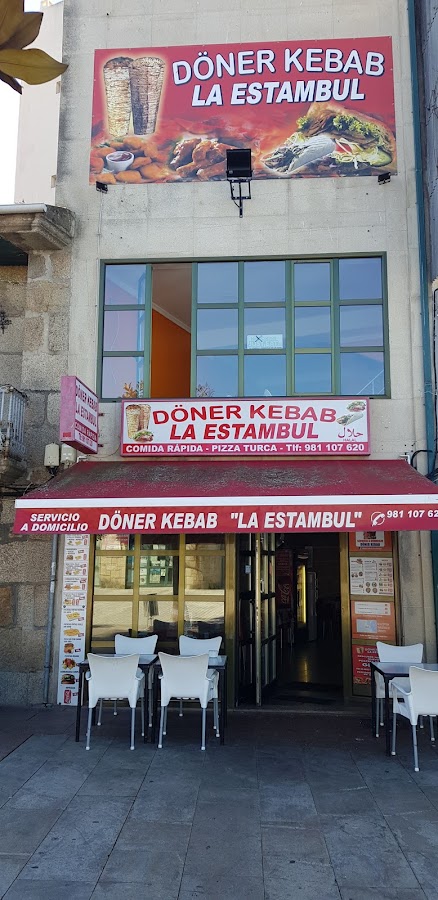 DÖNER KEBAB
LA ESTAMBUL
DÖNER KEBAB
LA ESTAMBUL
DÖNER KEBAB
LA ESTAMBUL
حلال
COMIDA RÁPIDA - PIZZA TURCA - Tlf: 981 107 620
SERVICIO
A DOMICILIO
DÖNER KEBAB "LA ESTAMBUL"
981 107 62